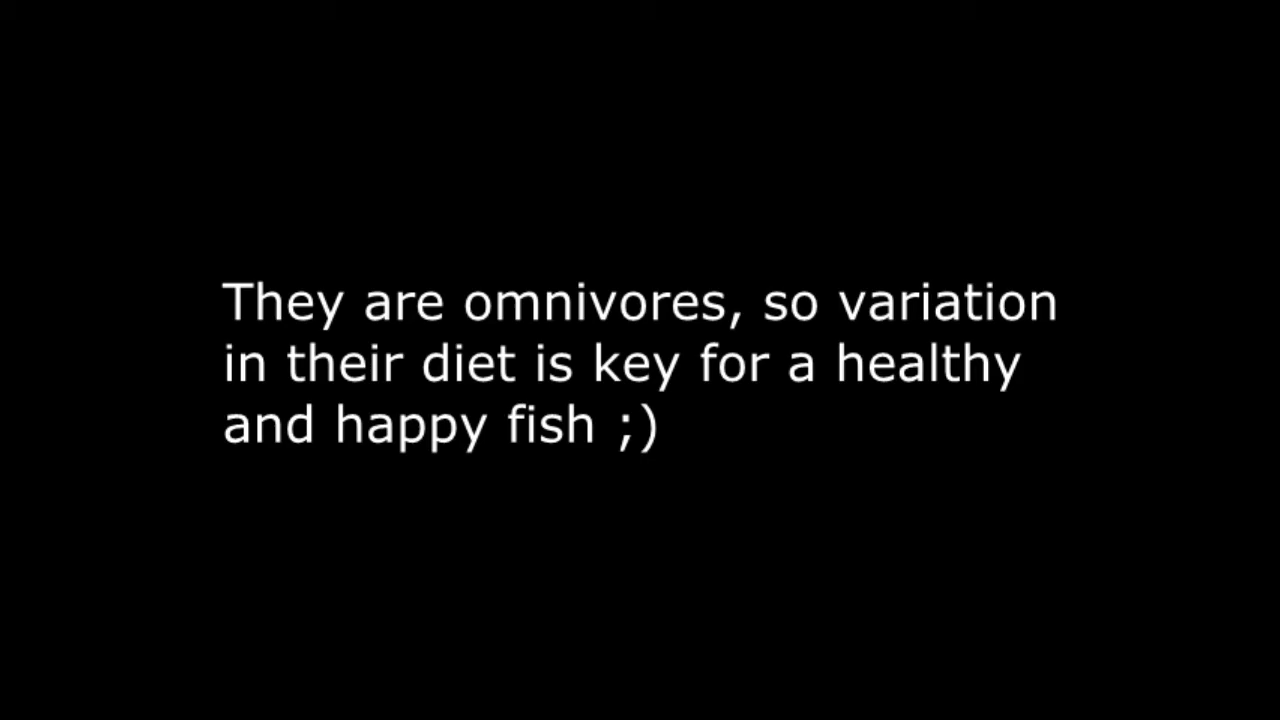 They are omnivores, so variation
in their diet is key for a healthy
and happy fish ;)